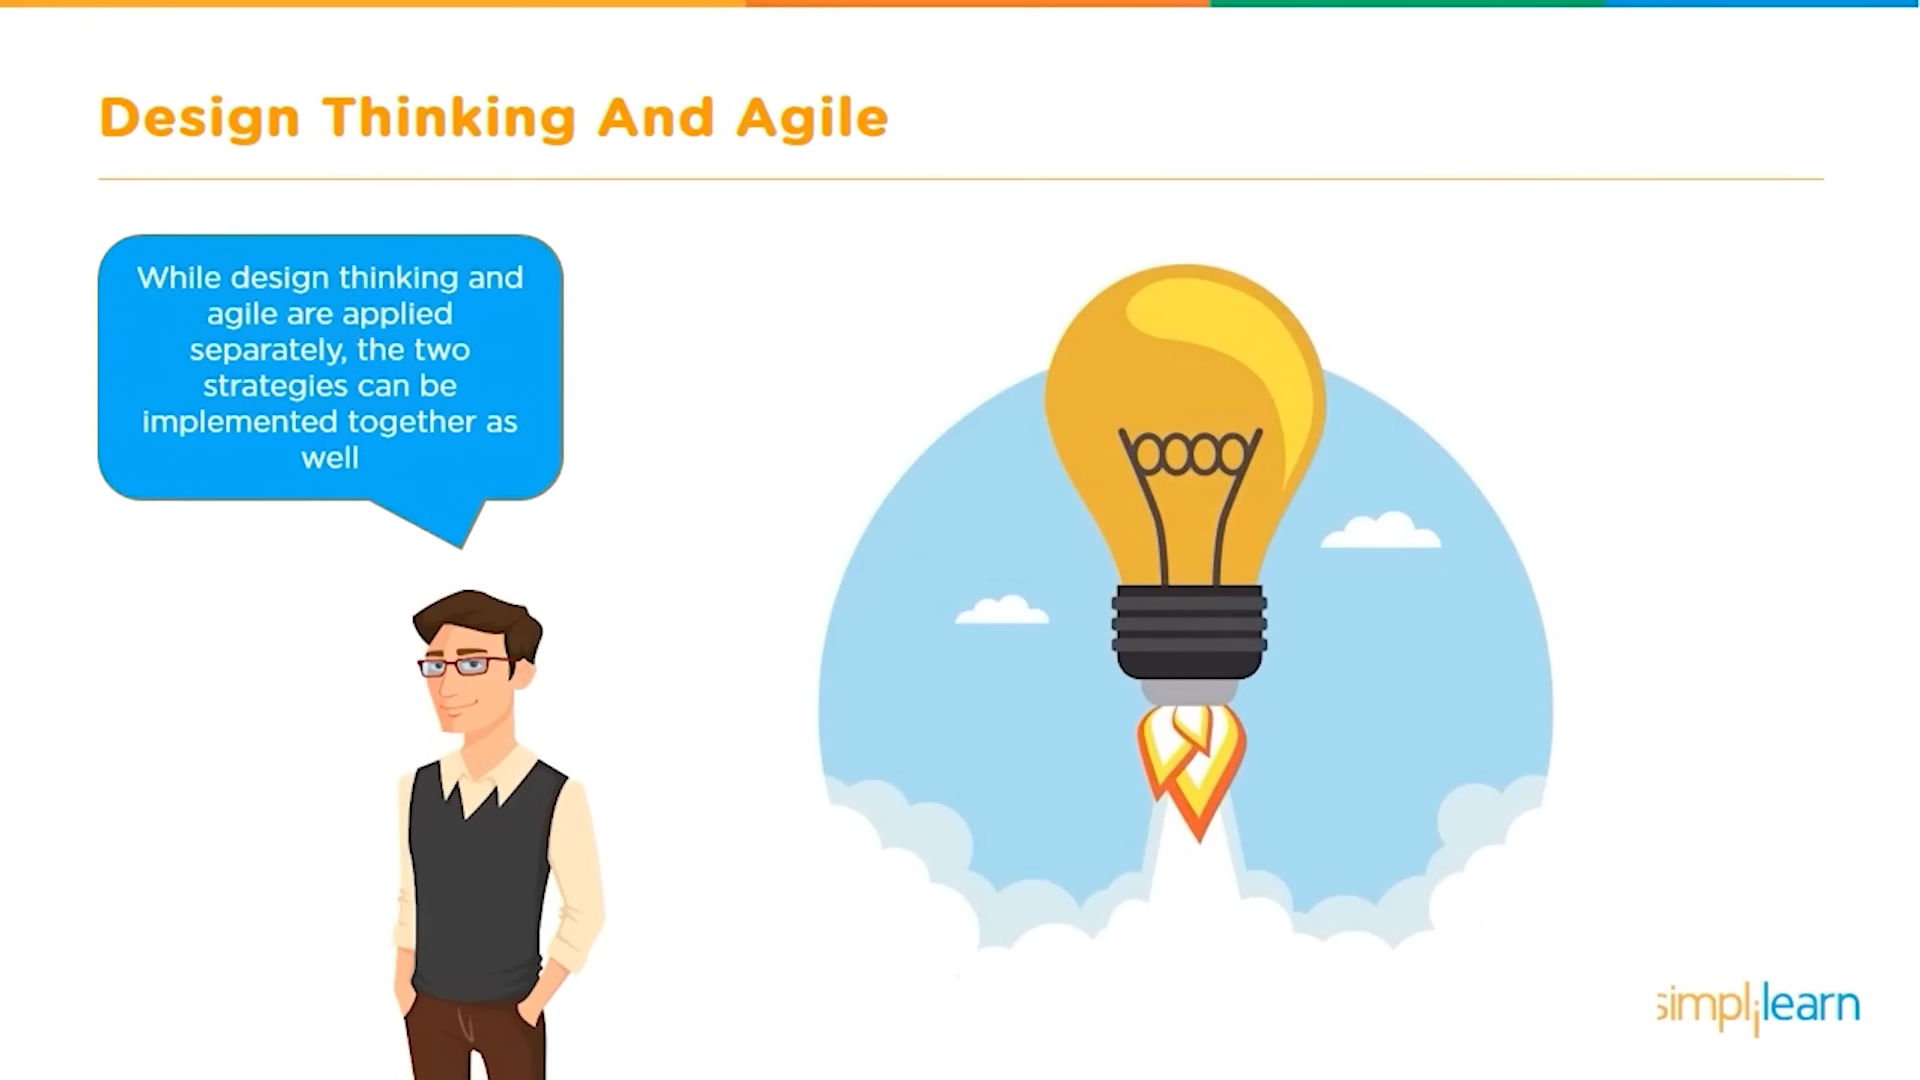 Design Thinking And Agile
While design thinking and
agile are applied
separately, the two
strategies can be
implemented together as
well
simplilearn